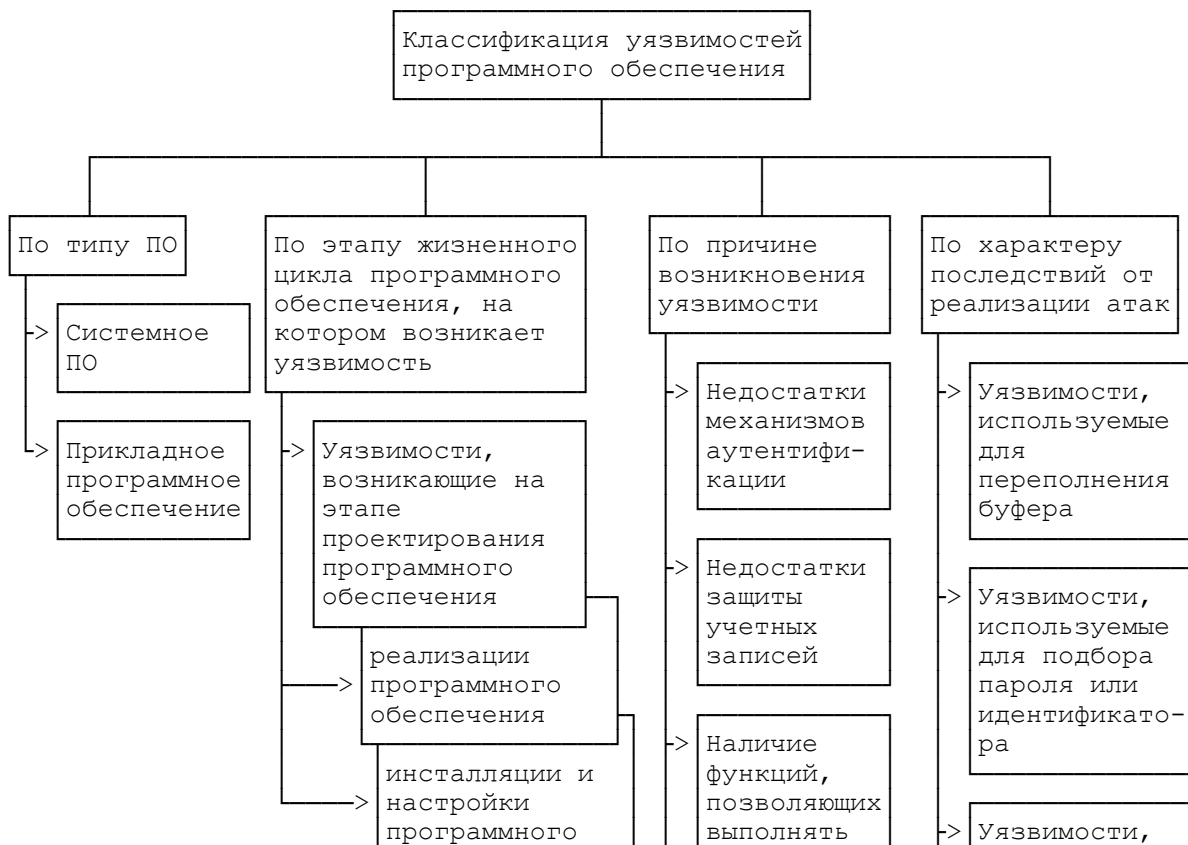 Классификация уязвимостей
программного обеспечения
По типу ПО
Системное
ПО
Прикладное
программное
обеспечение
По этапу жизненного
цикла программного
обеспечения, на
котором возникает
уязвимость
Уязвимости,
возникающие на
этапе
проектирования
программного
обеспечения
реализации
программного
обеспечения
инсталляции и
настройки
программного
По причине
возникновения
уязвимости
Недостатки
механизмов
аутентифи-
кации
Недостатки
защиты
учетных
записей
Наличие
функций,
позволяющих
выполнять
По характеру
последствий от
реализации атак
Уязвимости,
используемые
для
переполнения
буфера
Уязвимости,
используемые
для подбора
пароля или
идентификато-
ра
Уязвимости,